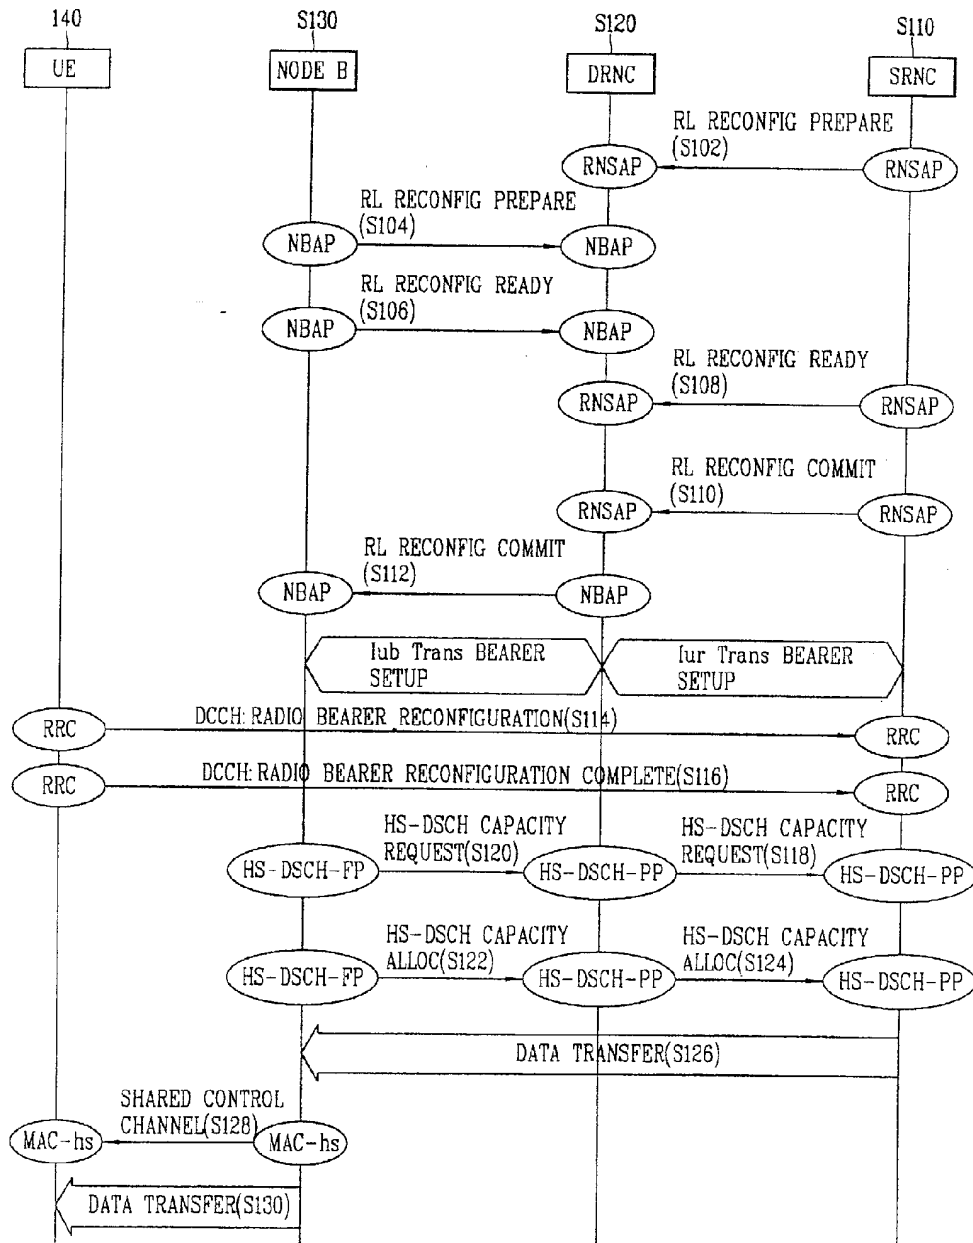 140
S130
S120
S110
UE
NODE B
DRNC
SRNC
RL RECONFIG PREPARE
(S102)
RNSAP
RNSAP
RL RECONFIG PREPARE
(S104)
NBAP
NBAP
RL RECONFIG READY
(S106)
NBAP
NBAP
RL RECONFIG READY
(S108)
RNSAP
RNSAP
RL RECONFIG COMMIT
(S110)
RNSAP
RNSAP
RL RECONFIG COMMIT
(S112)
NBAP
NBAP
Iub Trans BEARER
SETUP
Iur Trans BEARER
SETUP
RRC
DCCH:RADIO BEARER RECONFIGURATION(S114)
RRC
RRC
DCCH:RADIO BEARER RECONFIGURATION COMPLETE(S116)
RRC
HS-DSCH CAPACITY
REQUEST(S120)
HS-DSCH CAPACITY
REQUEST(S118)
HS-DSCH-FP
HS-DSCH-PP
HS-DSCH-PP
HS-DSCH CAPACITY
ALLOC(S122)
HS-DSCH CAPACITY
ALLOC(S124)
HS-DSCH-FP
HS-DSCH-PP
HS-DSCH-PP
DATA TRANSFER(S126)
SHARED CONTROL
CHANNEL(S128)
MAC-hs
MAC-hs
DATA TRANSFER(S130)